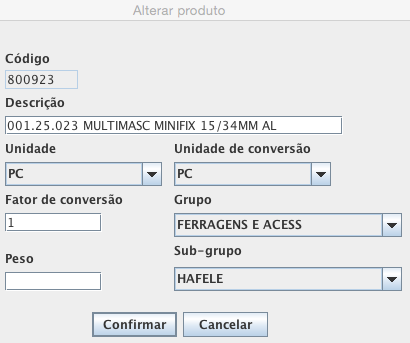 Alterar produto
Código
800923
Descrição
001.25.023 MULTIMASC MINIFIX 15/34MM AL
Unidade Unidade de conversão
PC PC
Fator de conversão Grupo
1 FERRAGENS E ACESS
Peso Sub-grupo
HAFELE
Confirmar Cancelar